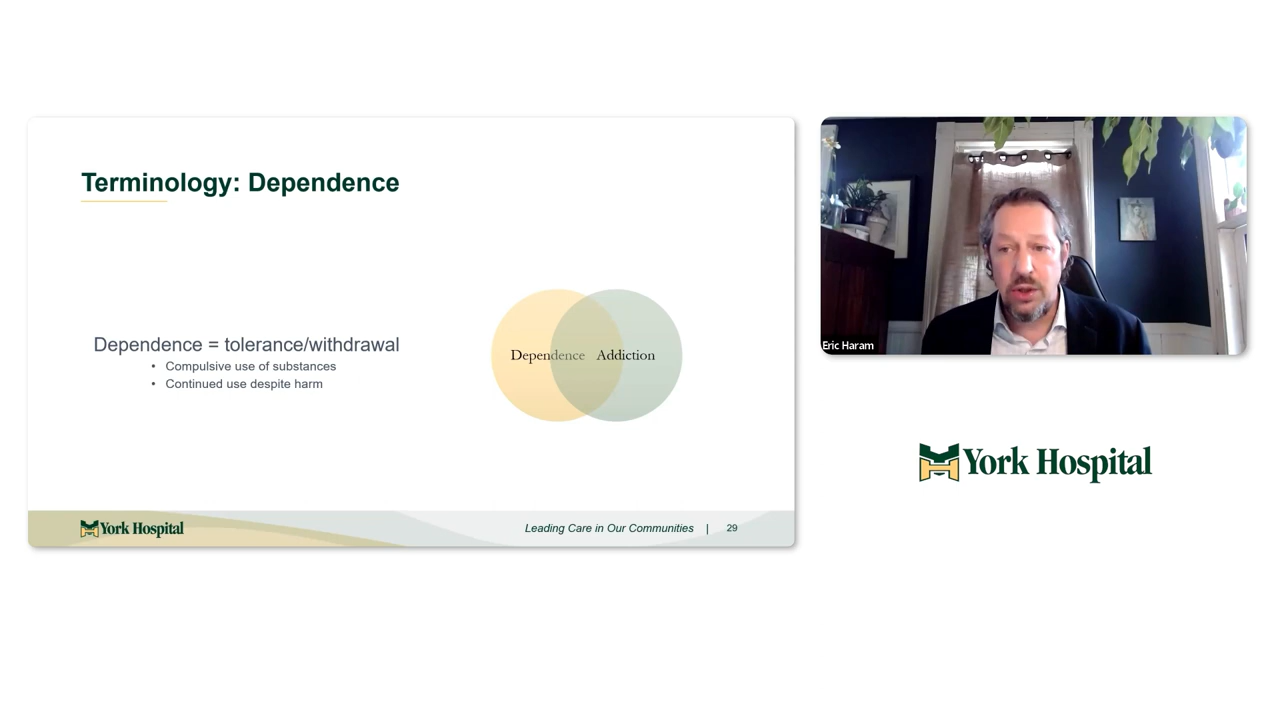 Terminology: Dependence
Dependence = tolerance/withdrawal
• Compulsive use of substances
• Continued use despite harm
Dependence Addiction
York Hospital
Leading Care in Our Communities | 29
Eric Haram
York Hospital